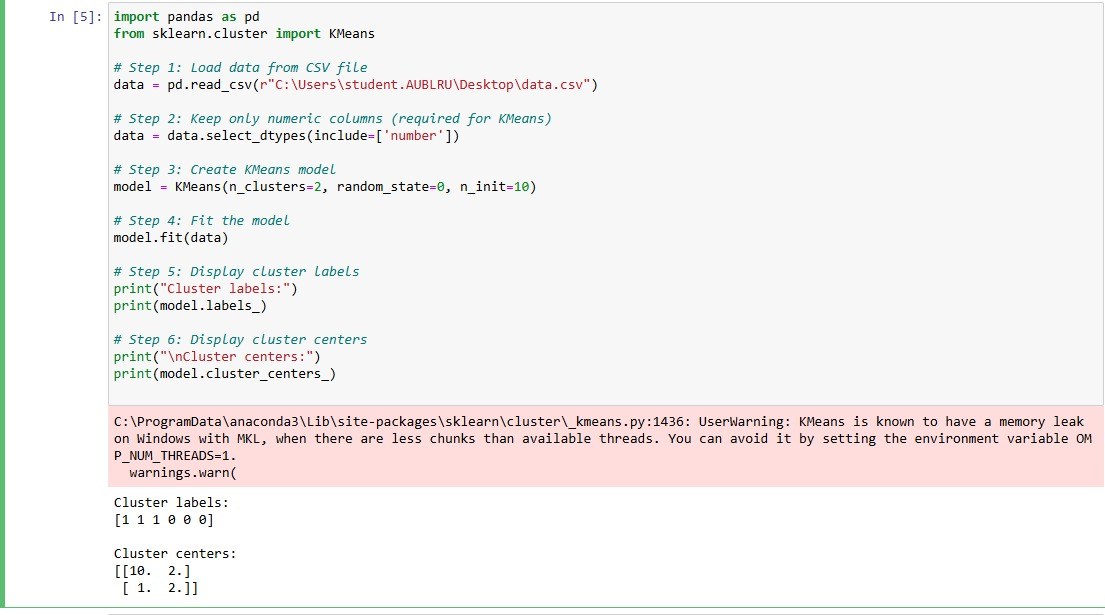 In [5]:
import pandas as pd
from sklearn.cluster import KMeans
# Step 1: Load data from CSV file
data = pd.read_csv(r"C:\Users\student.AUBLRU\Desktop\data.csv")
# Step 2: Keep only numeric columns (required for KMeans)
data = data.select_dtypes(include=['number'])
# Step 3: Create KMeans model
model = KMeans(n_clusters=2, random_state=0, n_init=10)
# Step 4: Fit the model
model.fit(data)
# Step 5: Display cluster labels
print("Cluster labels:")
print(model.labels_)
# Step 6: Display cluster centers
print("\nCluster centers:")
print(model.cluster_centers_)
C:\ProgramData\anaconda3\Lib\site-packages\sklearn\cluster\_kmeans.py:1436: UserWarning: KMeans is known to have a memory leak
on Windows with MKL, when there are less chunks than available threads. You can avoid it by setting the environment variable OM
P_NUM_THREADS=1.
  warnings.warn(
Cluster labels:
[1 1 1 0 0 0]
Cluster centers:
[[10.  2.]
 [ 1.  2.]]